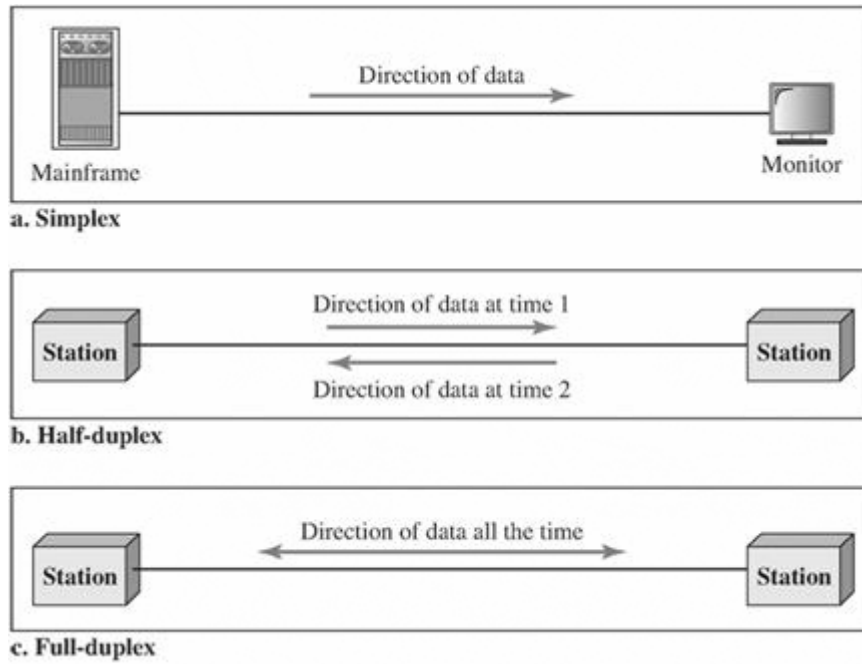 Direction of data
Mainframe
Monitor
a. Simplex
Direction of data at time 1
Station
Station
Direction of data at time 2
b. Half-duplex
Direction of data all the time
Station
Station
c. Full-duplex